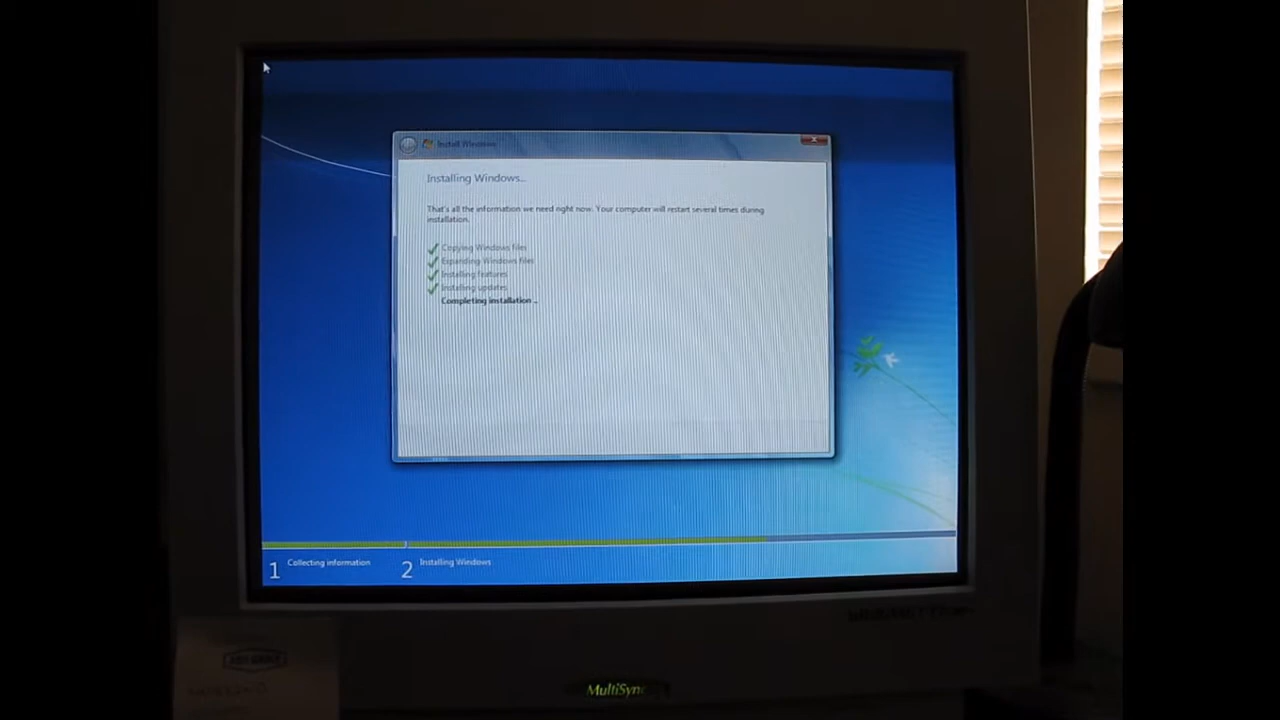 Install Windows
Installing Windows...
That's all the information we need right now. Your computer will restart several times during
installation.
Copying Windows files
Expanding Windows files
Installing features
Installing updates
Completing installation ..
1 Collecting information
2 Installing Windows
MultiSync